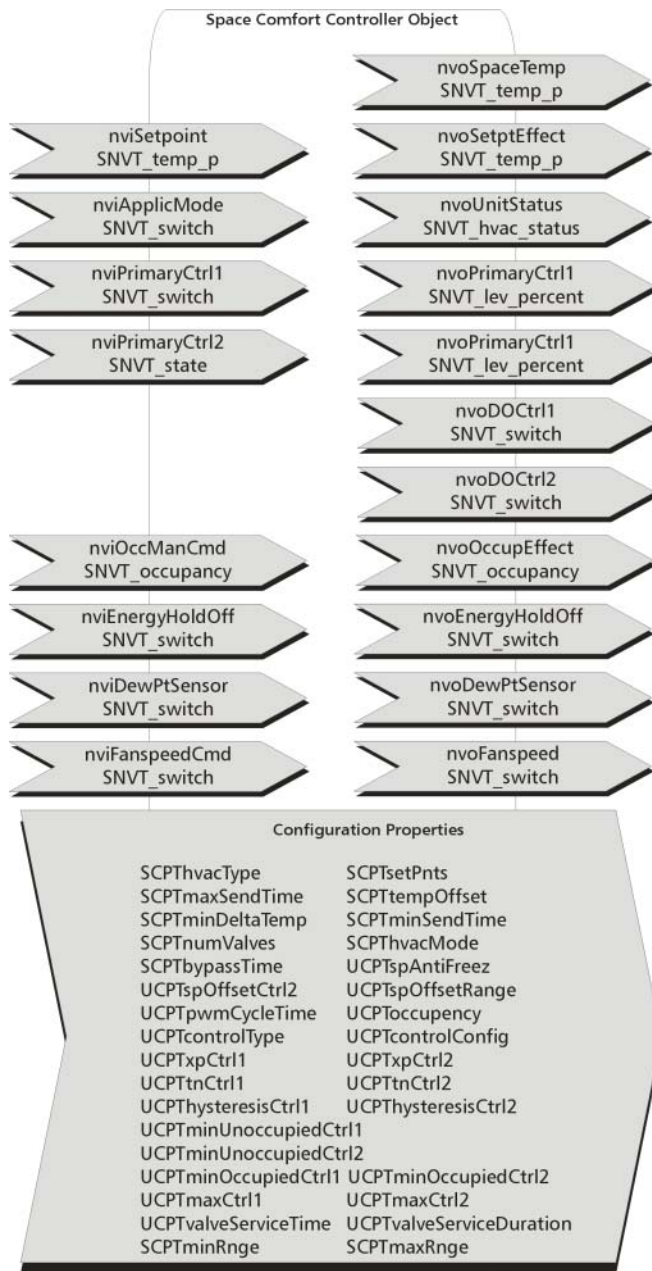 Space Comfort Controller Object
nvoSpaceTemp
SNVT_temp_p
nviSetpoint
SNVT_temp_p
nvoSetptEffect
SNVT_temp_p
nviApplicMode
SNVT_switch
nvoUnitStatus
SNVT_hvac_status
nviPrimaryCtrl1
SNVT_switch
nvoPrimaryCtrl1
SNVT_lev_percent
nviPrimaryCtrl2
SNVT_state
nvoPrimaryCtrl1
SNVT_lev_percent
nvoDOCtrl1
SNVT_switch
nvoDOCtrl2
SNVT_switch
nviOccManCmd
SNVT_occupancy
nvoOccupEffect
SNVT_occupancy
nviEnergyHoldOff
SNVT_switch
nvoEnergyHoldOff
SNVT_switch
nviDewPtSensor
SNVT_switch
nvoDewPtSensor
SNVT_switch
nviFanspeedCmd
SNVT_switch
nvoFanspeed
SNVT_switch
Configuration Properties
SCPThvacType SCPTsetPnts
SCPTmaxSendTime SCPTtempOffset
SCPTminDeltaTemp SCPTminSendTime
SCPTnumValves SCPThvacMode
SCPTbypassTime UCPTspAntiFreez
UCPTspOffsetCtrl2 UCPTspOffsetRange
UCPTpwmCycleTime UCPToccupency
UCPTcontrolType UCPTcontrolConfig
UCPTxpCtrl1 UCPTxpCtrl2
UCPTtnCtrl1 UCPTtnCtrl2
UCPThysteresisCtrl1 UCPThysteresisCtrl2
UCPTminUnoccupiedCtrl1
UCPTminUnoccupiedCtrl2
UCPTminOccupiedCtrl1 UCPTminOccupiedCtrl2
UCPTmaxCtrl1 UCPTmaxCtrl2
UCPTvalveServiceTime UCPTvalveServiceDuration
SCPTminRnge SCPTmaxRnge